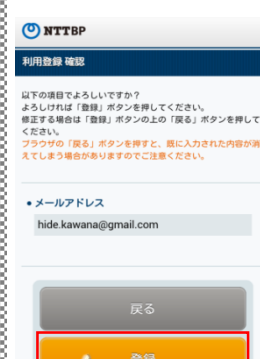 NTTBP
利用登録 確認
以下の項目でよろしいですか？
よろしければ「登録」ボタンを押してください。
修正する場合は「登録」ボタンの上の「戻る」ボタンを押して
ください。
ブラウザの「戻る」ボタンを押すと、既に入力された内容が消
えてしまう場合がありますのでご注意ください。
• メールアドレス
hide.kawana@gmail.com
戻る
登録